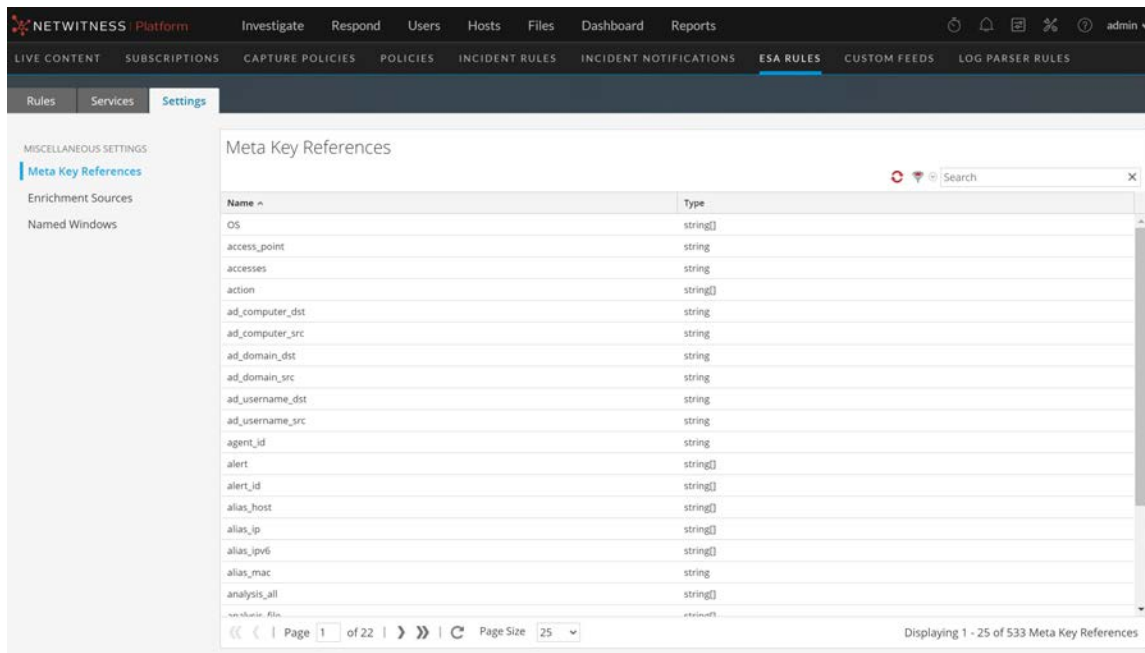 NETWITNESS Platform Investigate Respond Users Hosts Files Dashboard Reports admin
LIVE CONTENT SUBSCRIPTIONS CAPTURE POLICIES POLICIES INCIDENT RULES INCIDENT NOTIFICATIONS ESA RULES CUSTOM FEEDS LOG PARSER RULES
Rules Services Settings
MISCELLANEOUS SETTINGS
Meta Key References
Enrichment Sources
Named Windows
Meta Key References
Search
Name Type
OS string[]
access_point string
accesses string
action string[]
ad_computer_dst string
ad_computer_src string
ad_domain_dst string
ad_domain_src string
ad_username_dst string
ad_username_src string
agent_id string
alert string[]
alert_id string[]
alias_host string[]
alias_ip string[]
alias_ipv6 string[]
alias_mac string
analysis_all string[]
analysis_file string[]
Page 1 of 22 Page Size 25 Displaying 1 - 25 of 533 Meta Key References